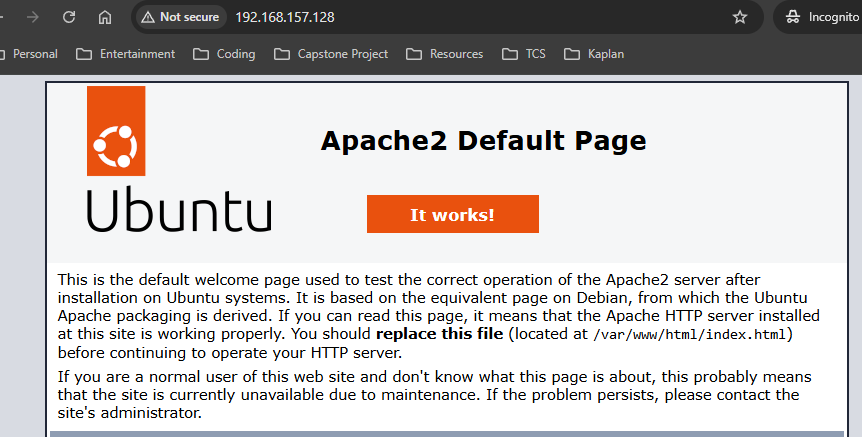 Not secure 192.168.157.128 Incognito
Personal Entertainment Coding Capstone Project Resources TCS Kaplan
Apache2 Default Page
Ubuntu
It works!
This is the default welcome page used to test the correct operation of the Apache2 server after
installation on Ubuntu systems. It is based on the equivalent page on Debian, from which the Ubuntu
Apache packaging is derived. If you can read this page, it means that the Apache HTTP server installed
at this site is working properly. You should replace this file (located at /var/www/html/index.html)
before continuing to operate your HTTP server.
If you are a normal user of this web site and don't know what this page is about, this probably means
that the site is currently unavailable due to maintenance. If the problem persists, please contact the
site's administrator.